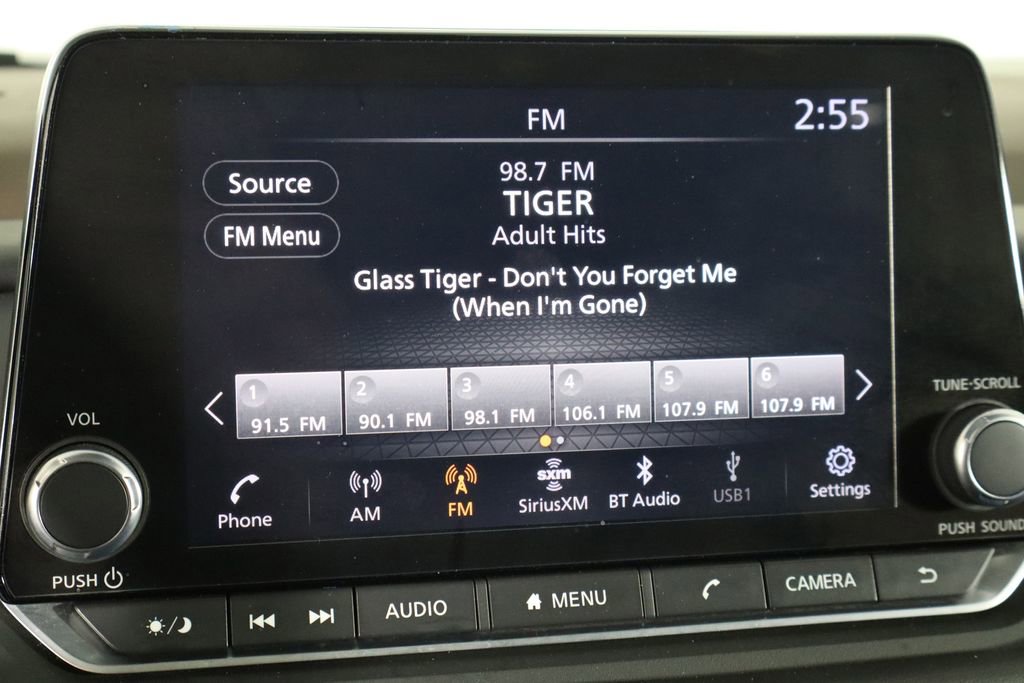 FM
2:55
Source
98.7 FM
TIGER
FM Menu
Adult Hits
Glass Tiger - Don't You Forget Me
(When I'm Gone)
1
91.5 FM
2
90.1 FM
3
98.1 FM
4
106.1 FM
5
107.9 FM
6
107.9 FM
VOL
TUNE·SCROLL
Phone
AM
FM
sxm
SiriusXM
BT Audio
USB1
Settings
PUSH
PUSH SOUND
AUDIO
MENU
CAMERA